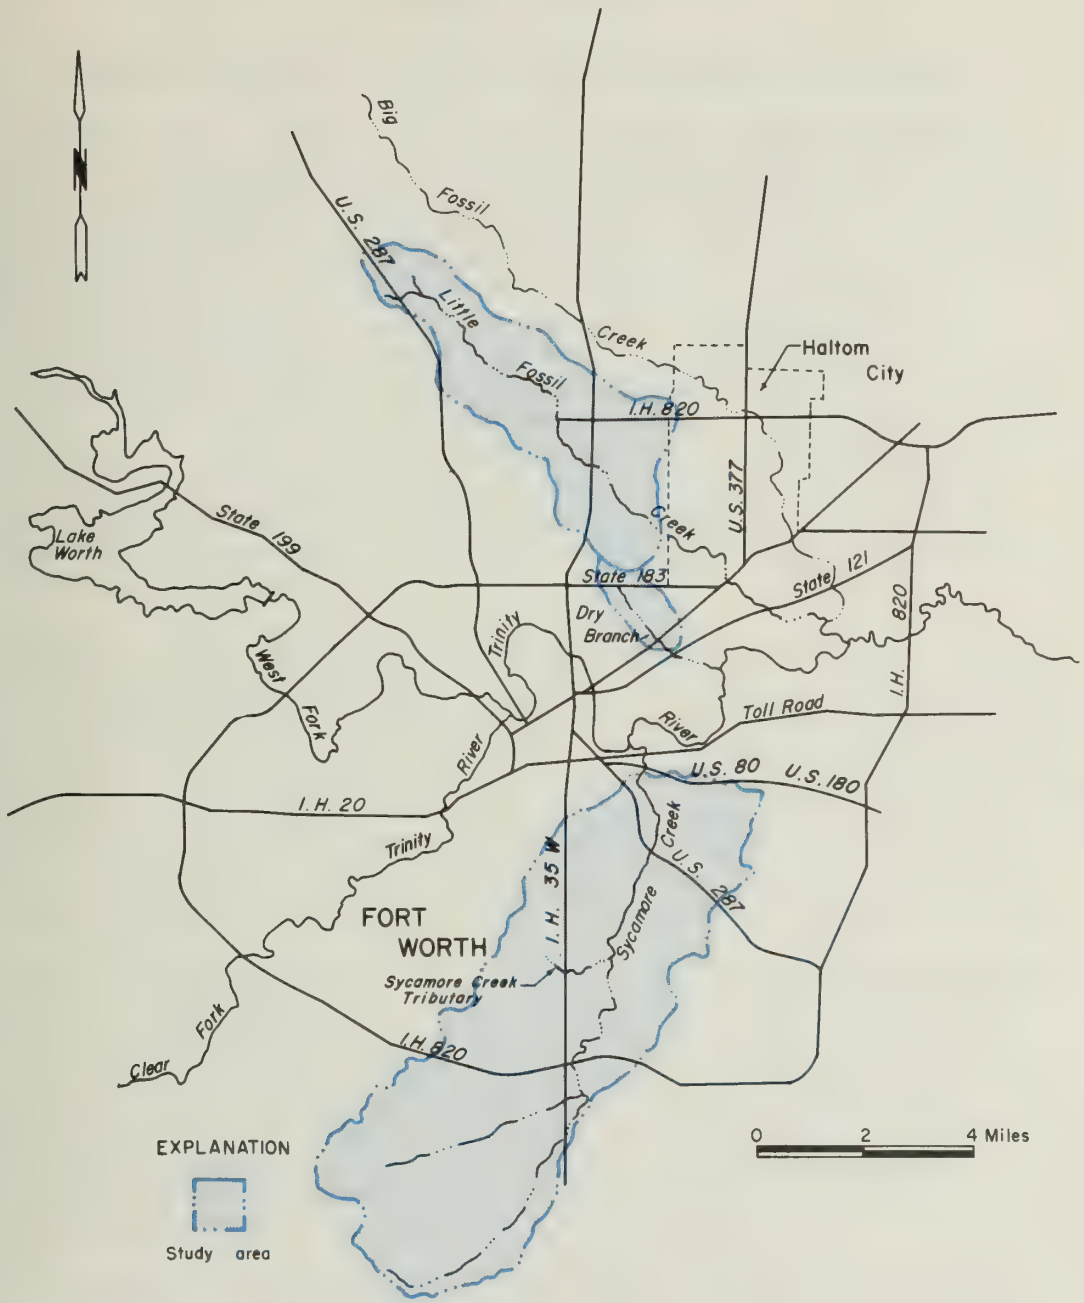 Big
Fossil
Creek
U.S. 287
N
Little
Fossil
Creek
Haltom
City
I.H. 820
U.S. 377
State 199
Lake
Worth
State 183
State 121
Dry
Branch
Trinity
River
West
Fork
I.H. 820
Toll Road
River
U.S. 80
U.S. 180
I.H. 20
Trinity
Creek
U.S. 287
I.H. 35 W
FORT
WORTH
Sycamore
Sycamore Creek
Tributary
Fork
Clear
I.H. 820
0 2 4 Miles
EXPLANATION
Study area